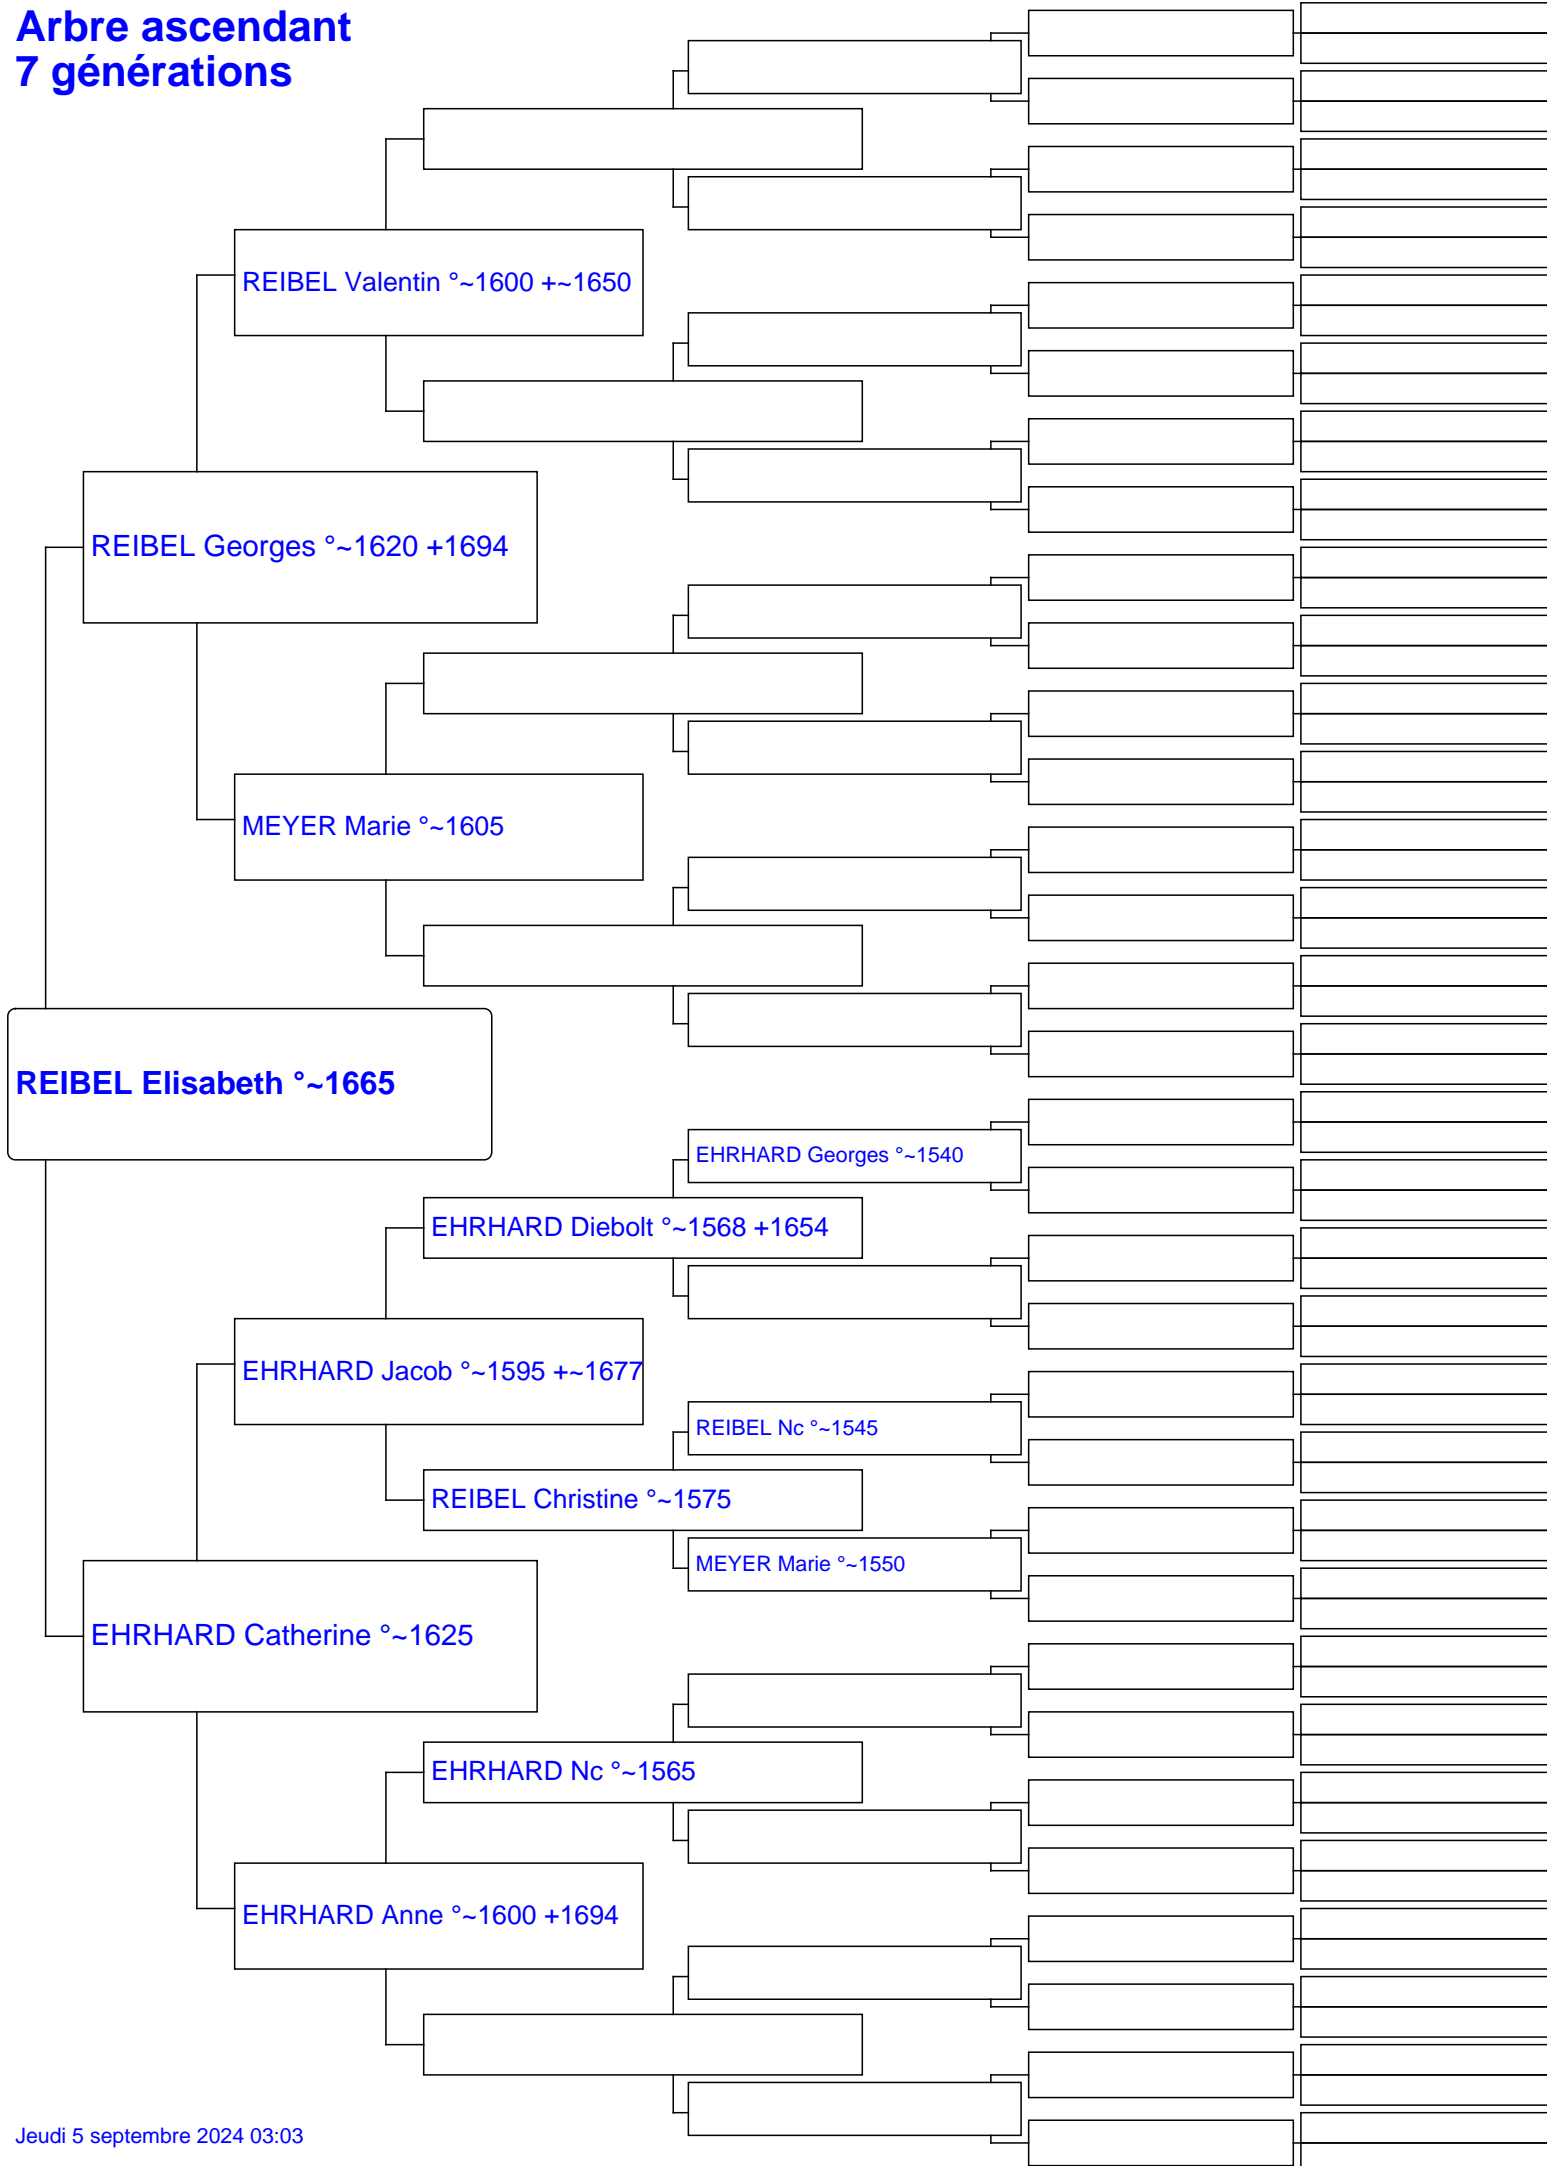 Arbre ascendant
7 générations
REIBEL Valentin °~1600 +~1650
REIBEL Georges °~1620 +1694
MEYER Marie °~1605
REIBEL Elisabeth °~1665
EHRHARD Georges °~1540
EHRHARD Diebolt °~1568 +1654
EHRHARD Jacob °~1595 +~1677
REIBEL Nc °~1545
REIBEL Christine °~1575
MEYER Marie °~1550
EHRHARD Catherine °~1625
EHRHARD Nc °~1565
EHRHARD Anne °~1600 +1694
Jeudi 5 septembre 2024 03:03